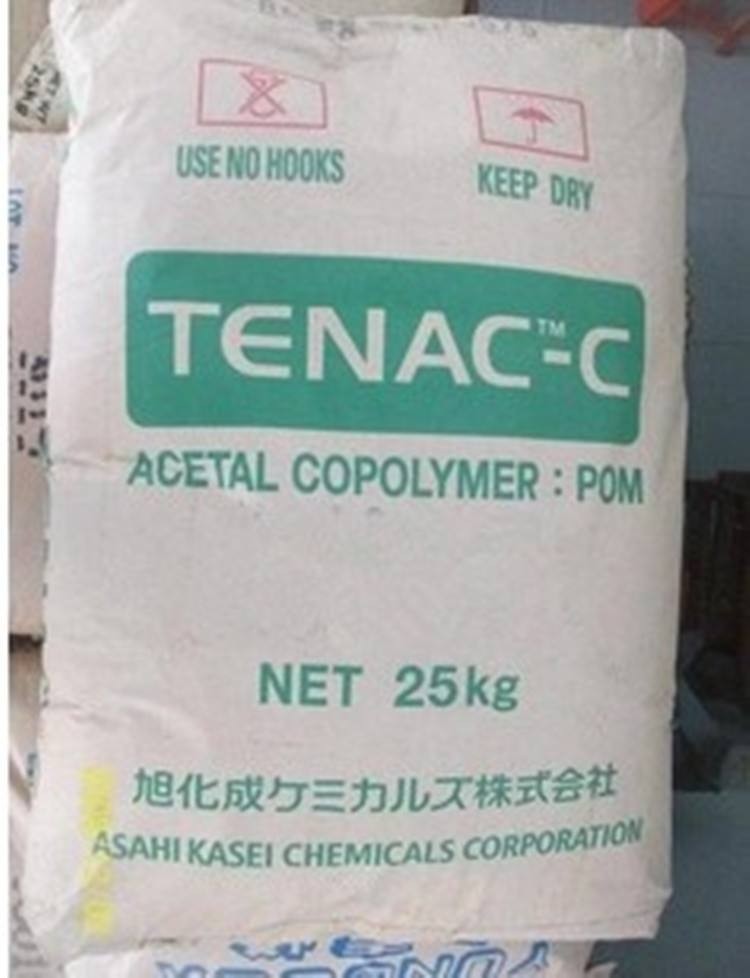 USE NO HOOKS
KEEP DRY
TENAC™-C
ACETAL COPOLYMER : POM
NET 25kg
旭化成ケミカルズ株式会社
ASAHI KASEI CHEMICALS CORPORATION